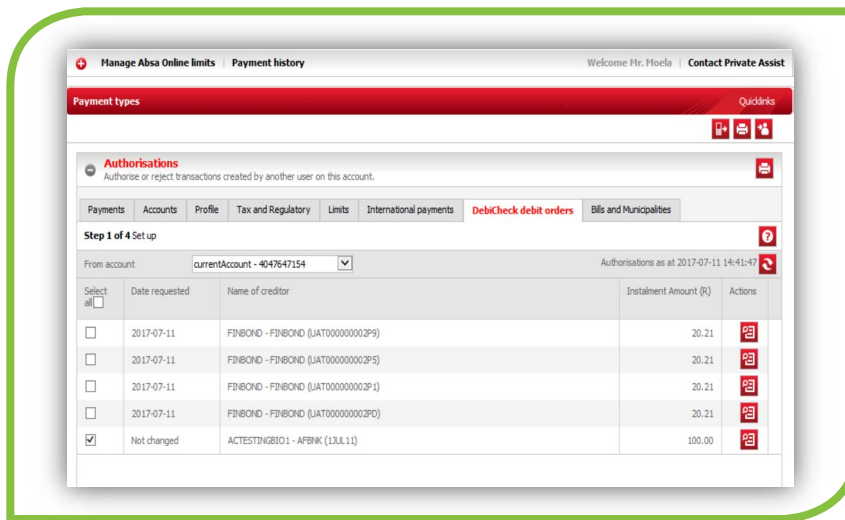 Manage Absa Online limits | Payment history Welcome Mr. Moela | Contact Private Assist
Payment types Quicklinks
Authorisations
Authorise or reject transactions created by another user on this account.
Payments Accounts Profile Tax and Regulatory Limits International payments DebiCheck debit orders Bills and Municipalities
Step 1 of 4 Set up
From account currentAccount - 4047647154 Authorisations as at 2017-07-11 14:41:47
Select all Date requested Name of creditor Instalment Amount (R) Actions
2017-07-11 FINBOND - FINBOND (UAT000000002P9) 20.21
2017-07-11 FINBOND - FINBOND (UAT000000002P5) 20.21
2017-07-11 FINBOND - FINBOND (UAT000000002P1) 20.21
2017-07-11 FINBOND - FINBOND (UAT000000002PD) 20.21
Not changed ACTESTINGBIO1 - AFBNK (1JUL11) 100.00